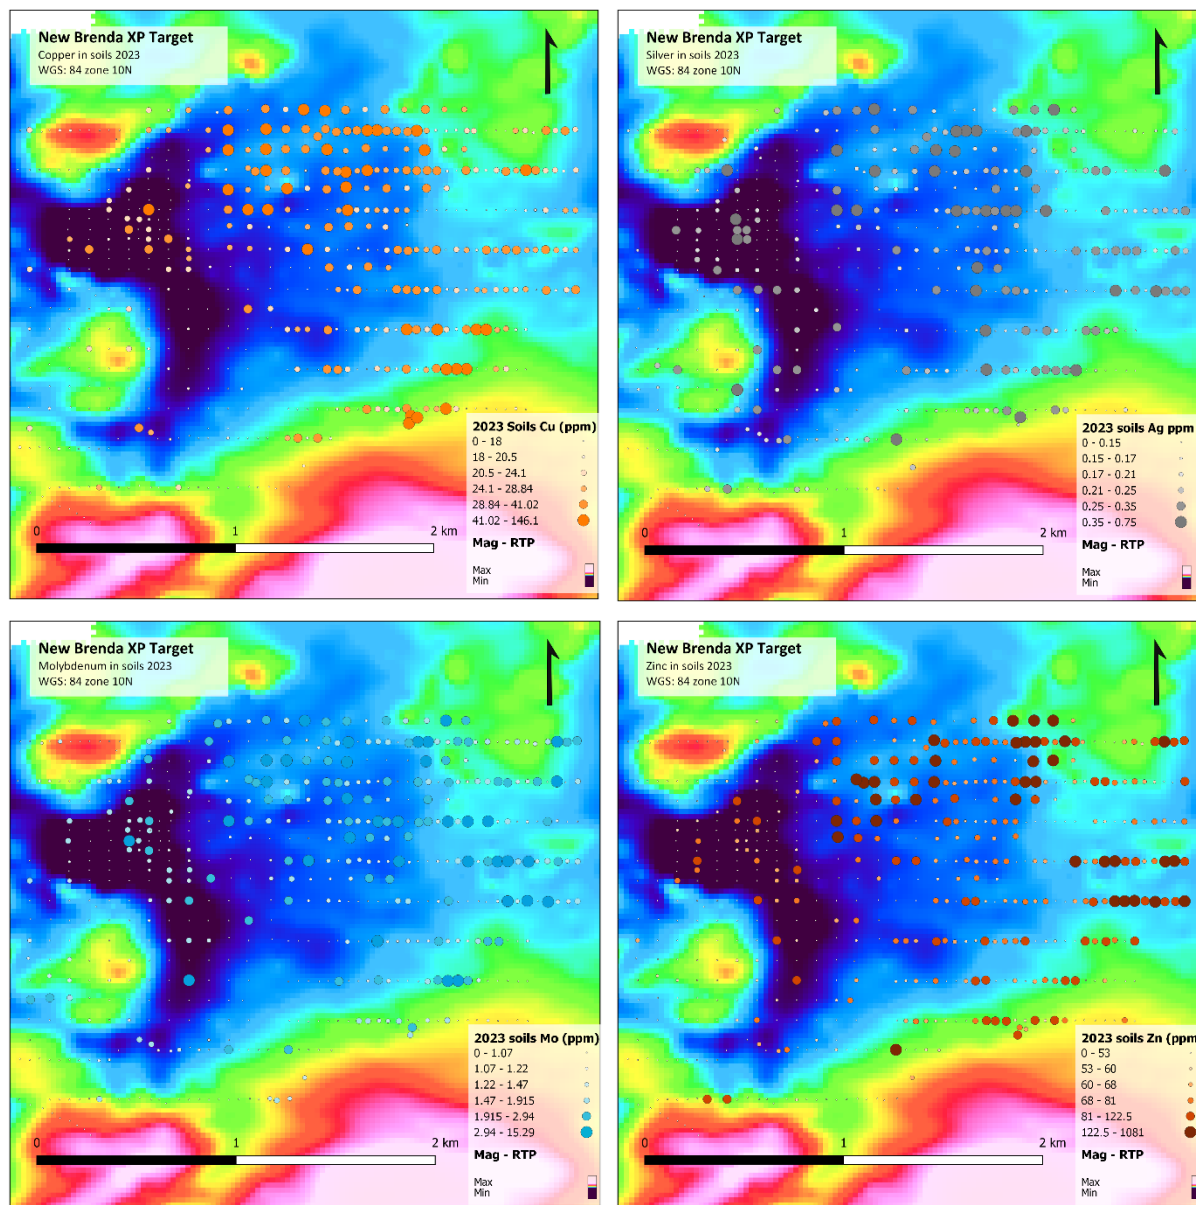 New Brenda XP Target
Copper in soils 2023
WGS: 84 zone 10N
2023 Soils Cu (ppm)
0 - 18
18 - 20.5
20.5 - 24.1
24.1 - 28.84
28.84 - 41.02
41.02 - 146.1
Mag - RTP
Max
Min
0 1 2 km
New Brenda XP Target
Silver in soils 2023
WGS: 84 zone 10N
2023 soils Ag ppm
0 - 0.15
0.15 - 0.17
0.17 - 0.21
0.21 - 0.25
0.25 - 0.35
0.35 - 0.75
Mag - RTP
Max
Min
0 1 2 km
New Brenda XP Target
Molybdenum in soils 2023
WGS: 84 zone 10N
2023 soils Mo (ppm)
0 - 1.07
1.07 - 1.22
1.22 - 1.47
1.47 - 1.915
1.915 - 2.94
2.94 - 15.29
Mag - RTP
Max
Min
0 1 2 km
New Brenda XP Target
Zinc in soils 2023
WGS: 84 zone 10N
2023 soils Zn (ppm
0 - 53
53 - 60
60 - 68
68 - 81
81 - 122.5
122.5 - 1081
Mag - RTP
Max
Min
0 1 2 km